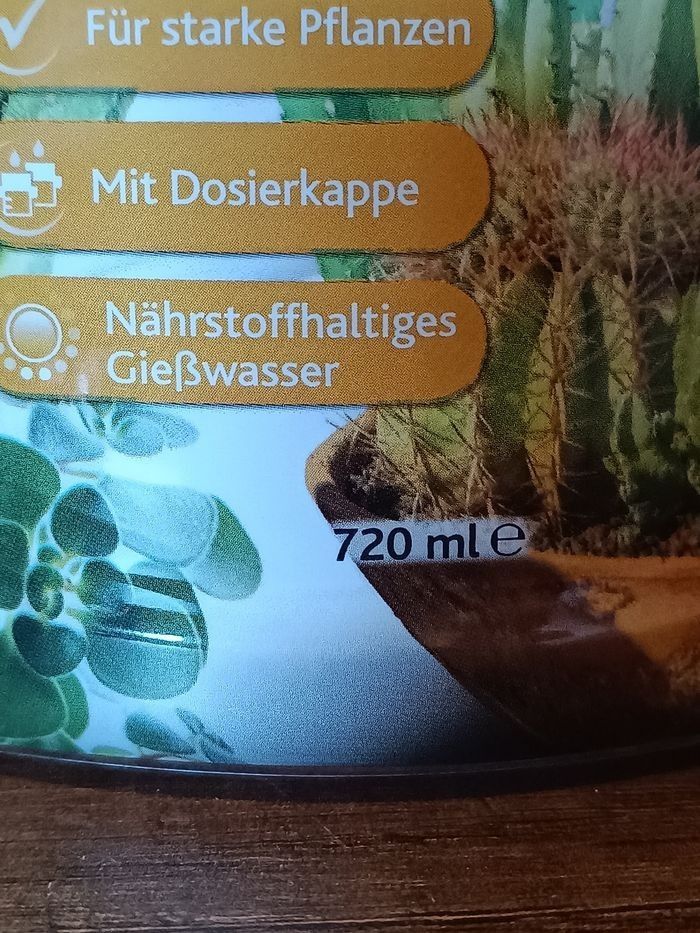 Für starke Pflanzen
Mit Dosierkappe
Nährstoffhaltiges
Gießwasser
720 ml ℮